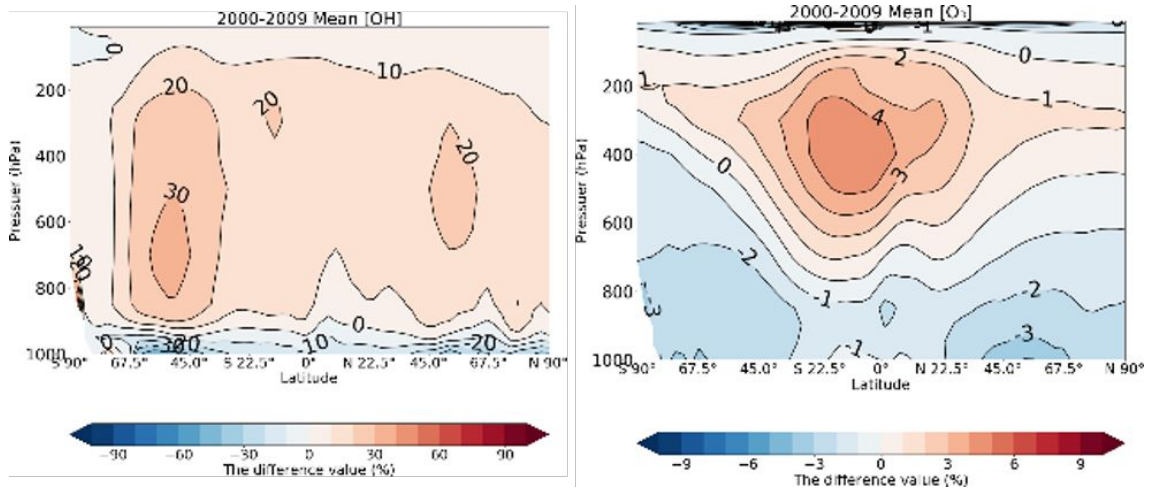 2000-2009 Mean [OH]
Pressuer (hPa)
200
400
600
800
1000
0
10
20
20
20
30
0
10
20
S 90° 67.5° 45.0° S 22.5° 0° N 22.5° 45.0° 67.5° N 90°
Latitude
−90 −60 −30 0 30 60 90
The difference value (%)
2000-2009 Mean [O₃]
Pressuer (hPa)
200
400
600
800
1000
-1
0
2
1
1
4
3
0
-2
-1
-2
-3
-3
-1
S 90° 67.5° 45.0° S 22.5° 0° N 22.5° 45.0° 67.5° N 90°
Latitude
−9 −6 −3 0 3 6 9
The difference value (%)